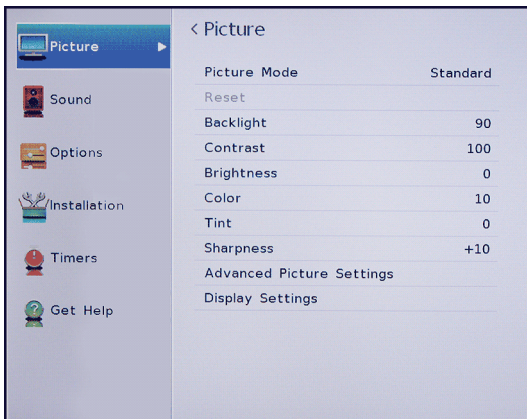 Picture
Sound
Options
Installation
Timers
Get Help
< Picture
Picture Mode Standard
Reset
Backlight 90
Contrast 100
Brightness 0
Color 10
Tint 0
Sharpness +10
Advanced Picture Settings
Display Settings